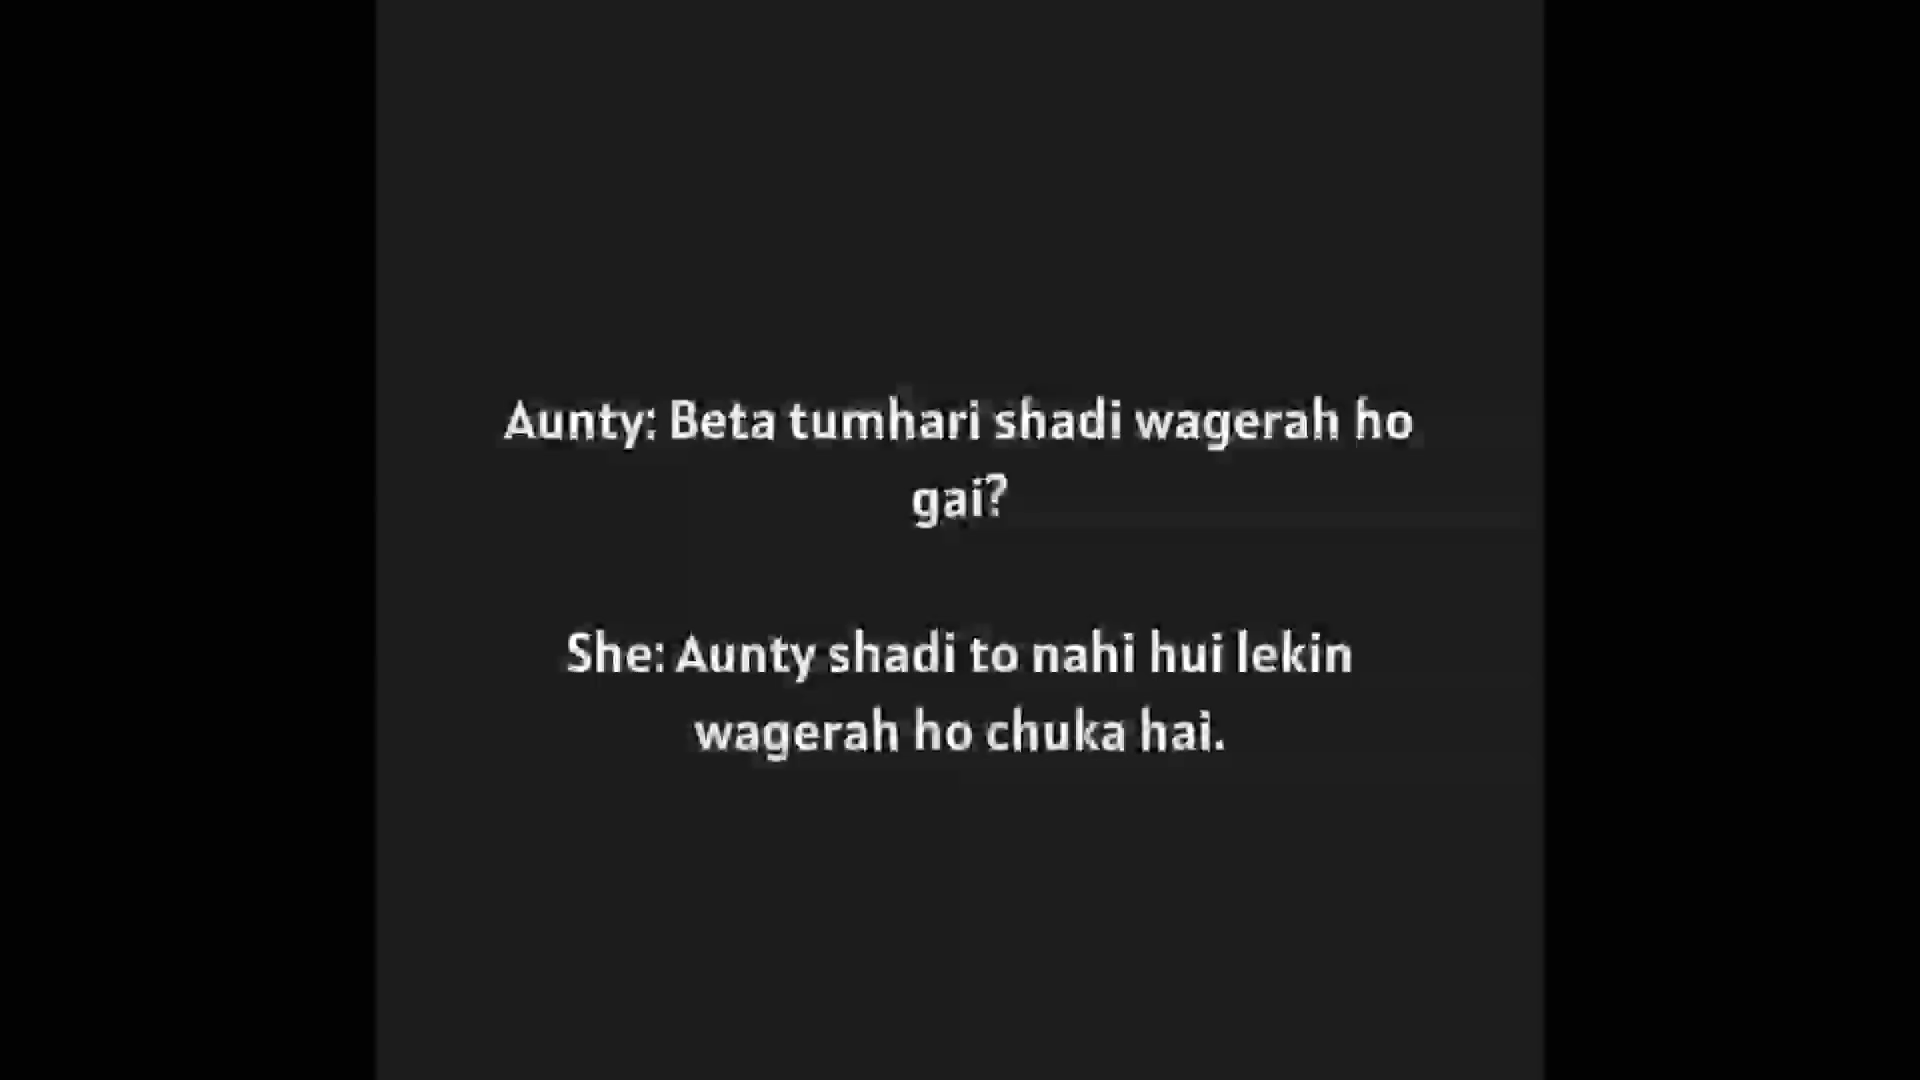 Aunty: Beta tumhari shadi wagerah ho
gai?
She: Aunty shadi to nahi hui lekin
wagerah ho chuka hai.